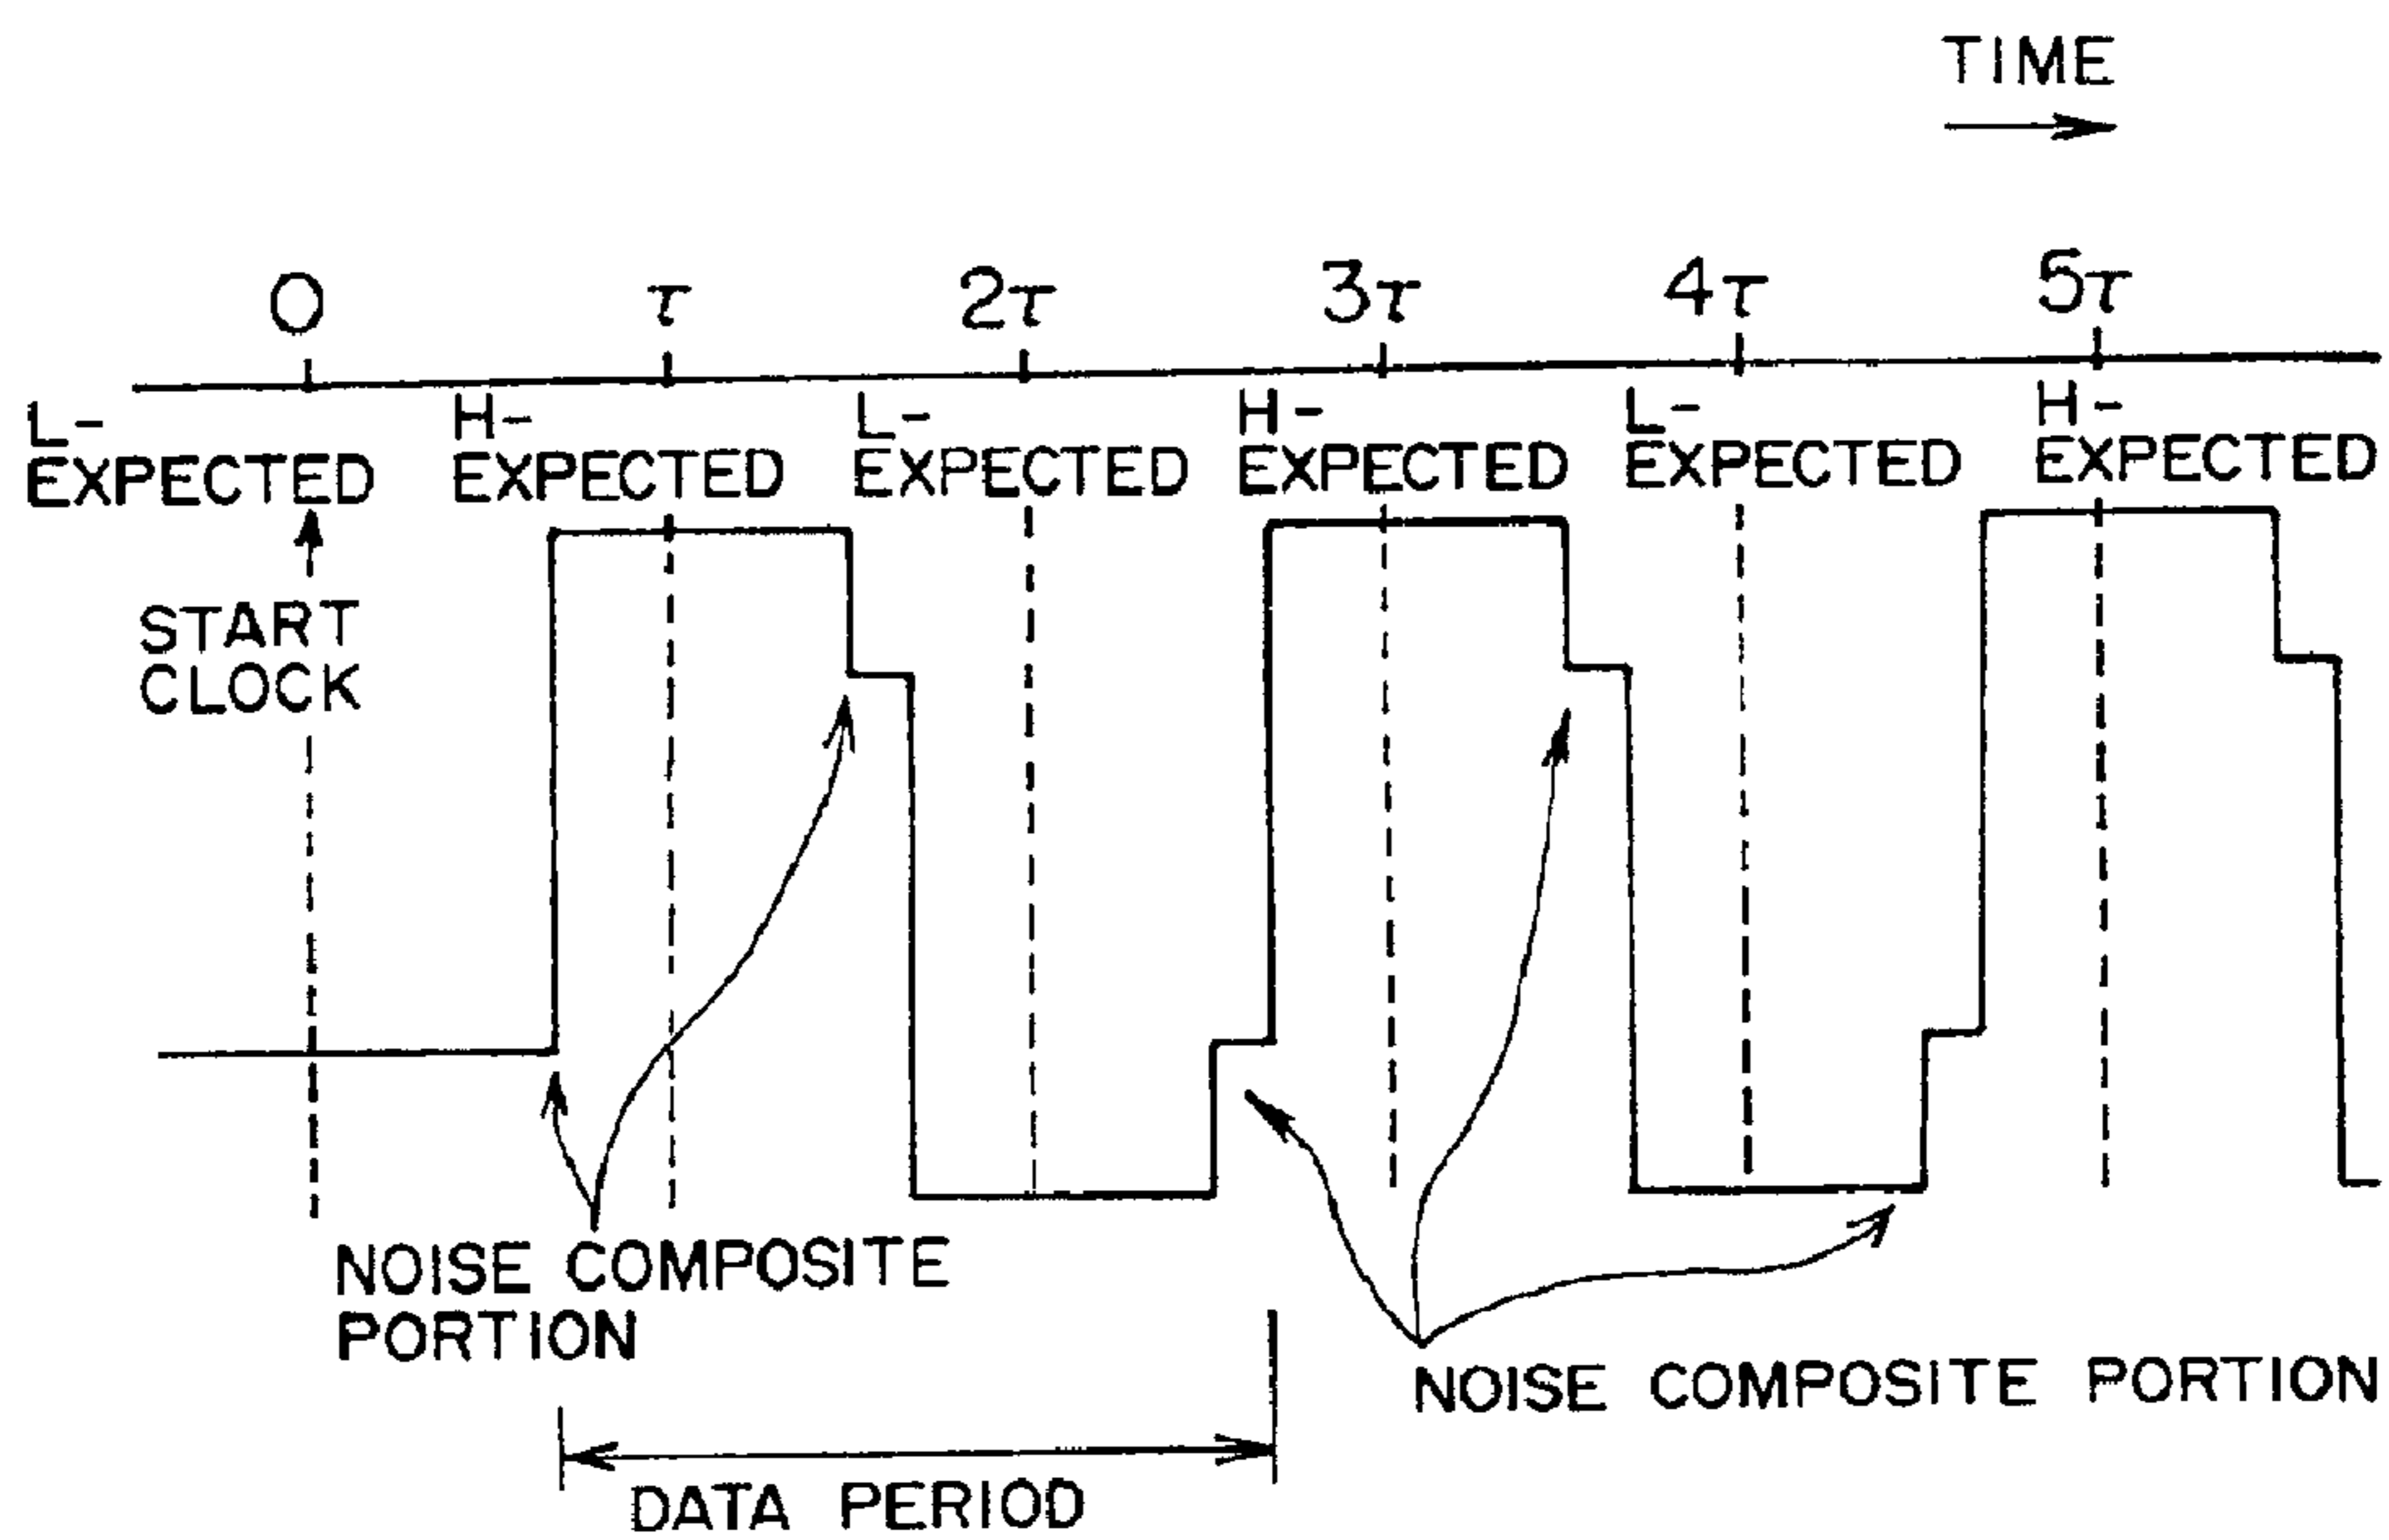 TIME
0 τ 2τ 3τ 4τ 5τ
L- H- L- H- L- H-
EXPECTED EXPECTED EXPECTED EXPECTED EXPECTED EXPECTED
START
CLOCK
NOISE COMPOSITE
PORTION
NOISE COMPOSITE PORTION
DATA PERIOD